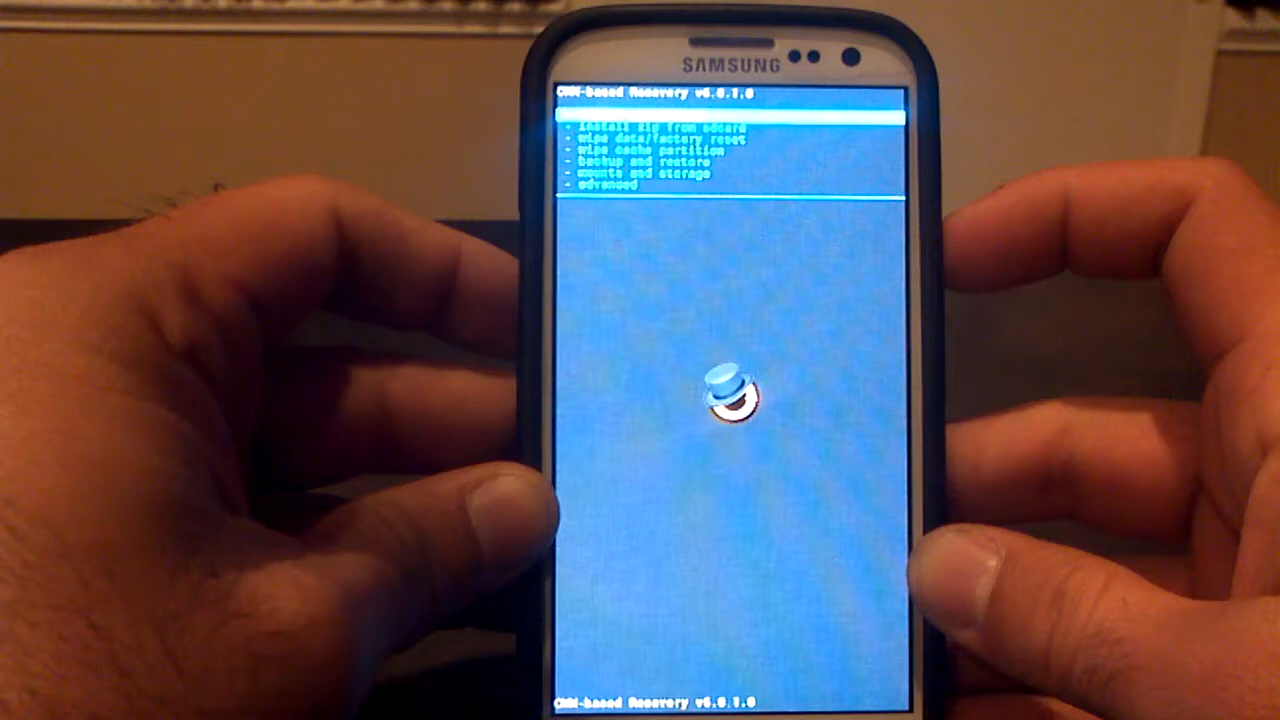 SAMSUNG
CWM-based Recovery v6.0.1.0
- install zip from sdcard
- wipe data/factory reset
- wipe cache partition
- backup and restore
- mounts and storage
- advanced
CWM-based Recovery v6.0.1.0